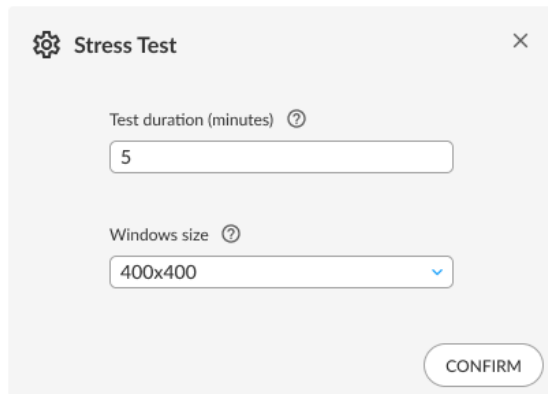 Stress Test
Test duration (minutes)
5
Windows size
400x400
CONFIRM